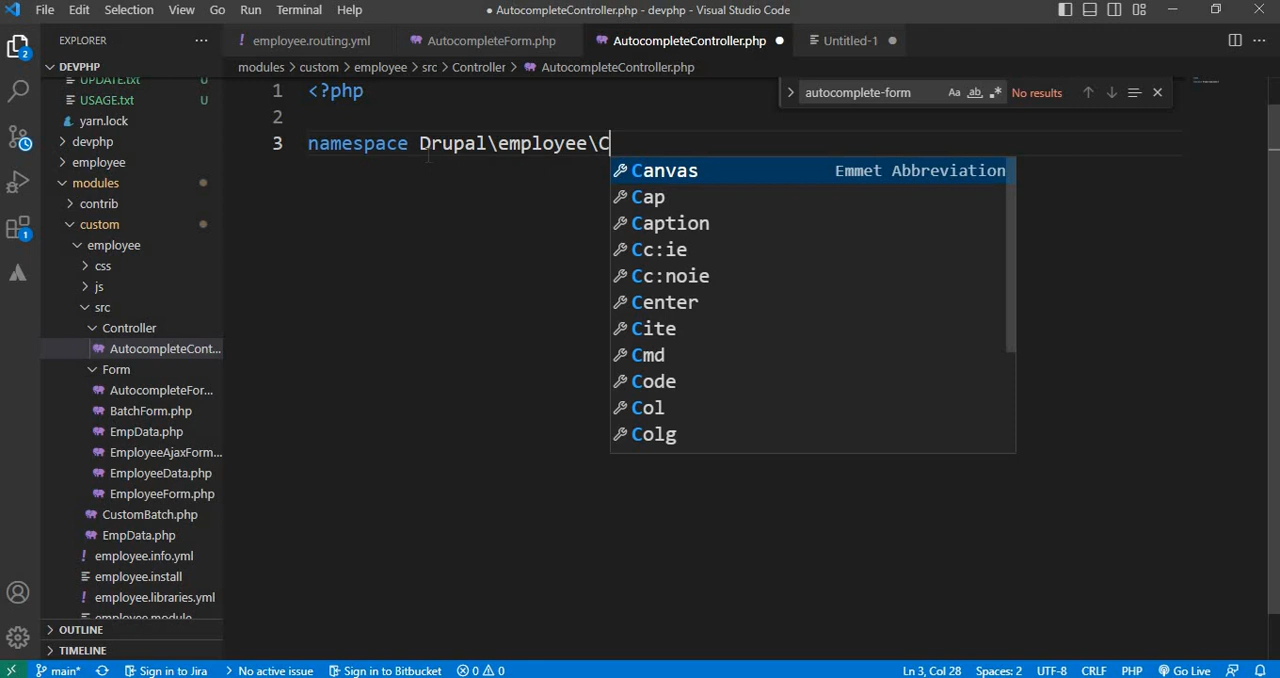 File Edit Selection View Go Run Terminal Help
● AutocompleteController.php - devphp - Visual Studio Code
EXPLORER
employee.routing.yml
AutocompleteForm.php
AutocompleteController.php
Untitled-1
DEVPHP
modules > custom > employee > src > Controller > AutocompleteController.php
UPDATE.txt U
USAGE.txt U
yarn.lock
devphp
employee
modules
contrib
custom
employee
css
js
src
Controller
AutocompleteCont...
Form
AutocompleteFor...
BatchForm.php
EmpData.php
EmployeeAjaxForm...
EmployeeData.php
EmployeeForm.php
CustomBatch.php
EmpData.php
employee.info.yml
employee.install
employee.libraries.yml
employee.module
OUTLINE
TIMELINE
autocomplete-form Aa ab .* No results
1 <?php
2
3 namespace Drupal\employee\C
Canvas Emmet Abbreviation
Cap
Caption
Cc:ie
Cc:noie
Center
Cite
Cmd
Code
Col
Colg
2
1
main* Sign in to Jira No active issue Sign in to Bitbucket 0 0 Ln 3, Col 28 Spaces: 2 UTF-8 CRLF PHP Go Live